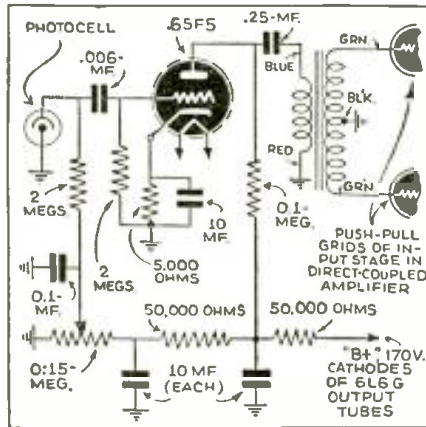 PHOTOCELL
.006-
MF.
.65F5
.25-MF.
GRN
BLUE
BLK.
RED
GRN
2
MEGS
2
MEGS
5,000
OHMS
10
MF.
0.1-
MEG.
PUSH-PULL
GRIDS OF IN-
PUT STAGE IN
DIRECT-COUPLED
AMPLIFIER
0.1-
MF.
50,000 OHMS
50,000 OHMS
0:15-
MEG.
10 MF
(EACH)
"B+," 170V.
CATHODES
OF 6L6G
OUTPUT
TUBES